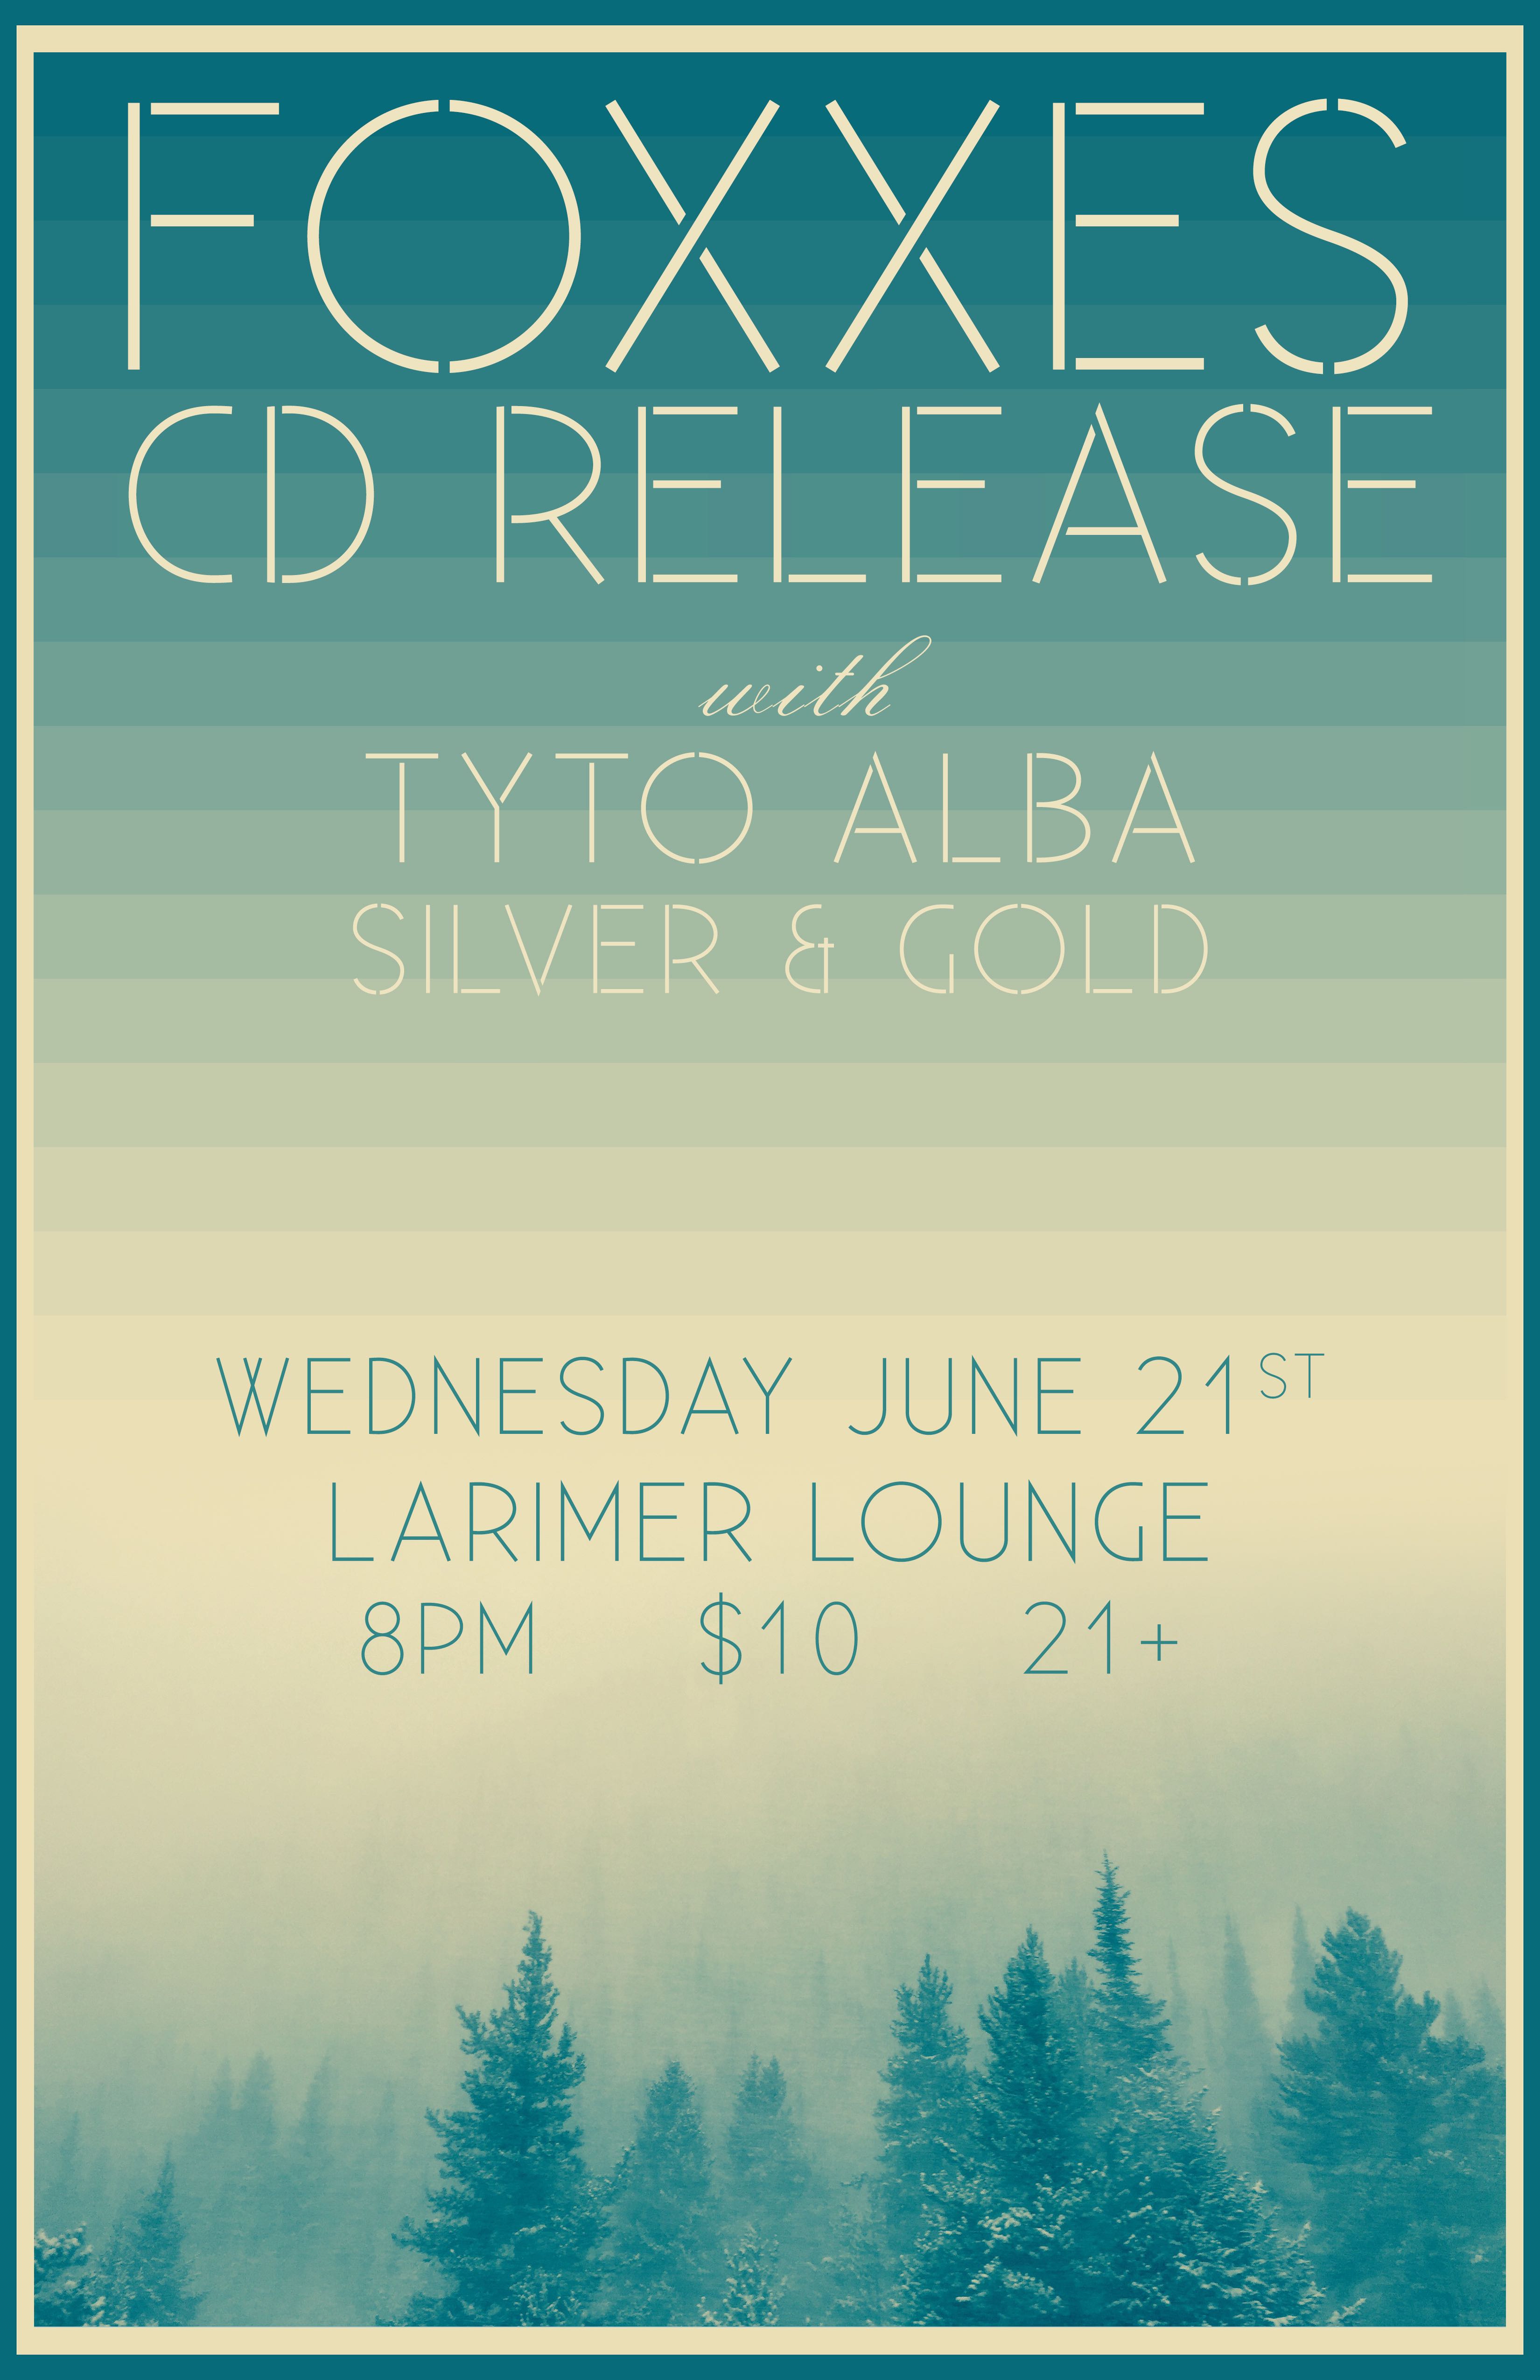 FOXXES
CD RELEASE
with
TYTO ALBA
SILVER & GOLD
WEDNESDAY JUNE 21ST
LARIMER LOUNGE
8PM $10 21+